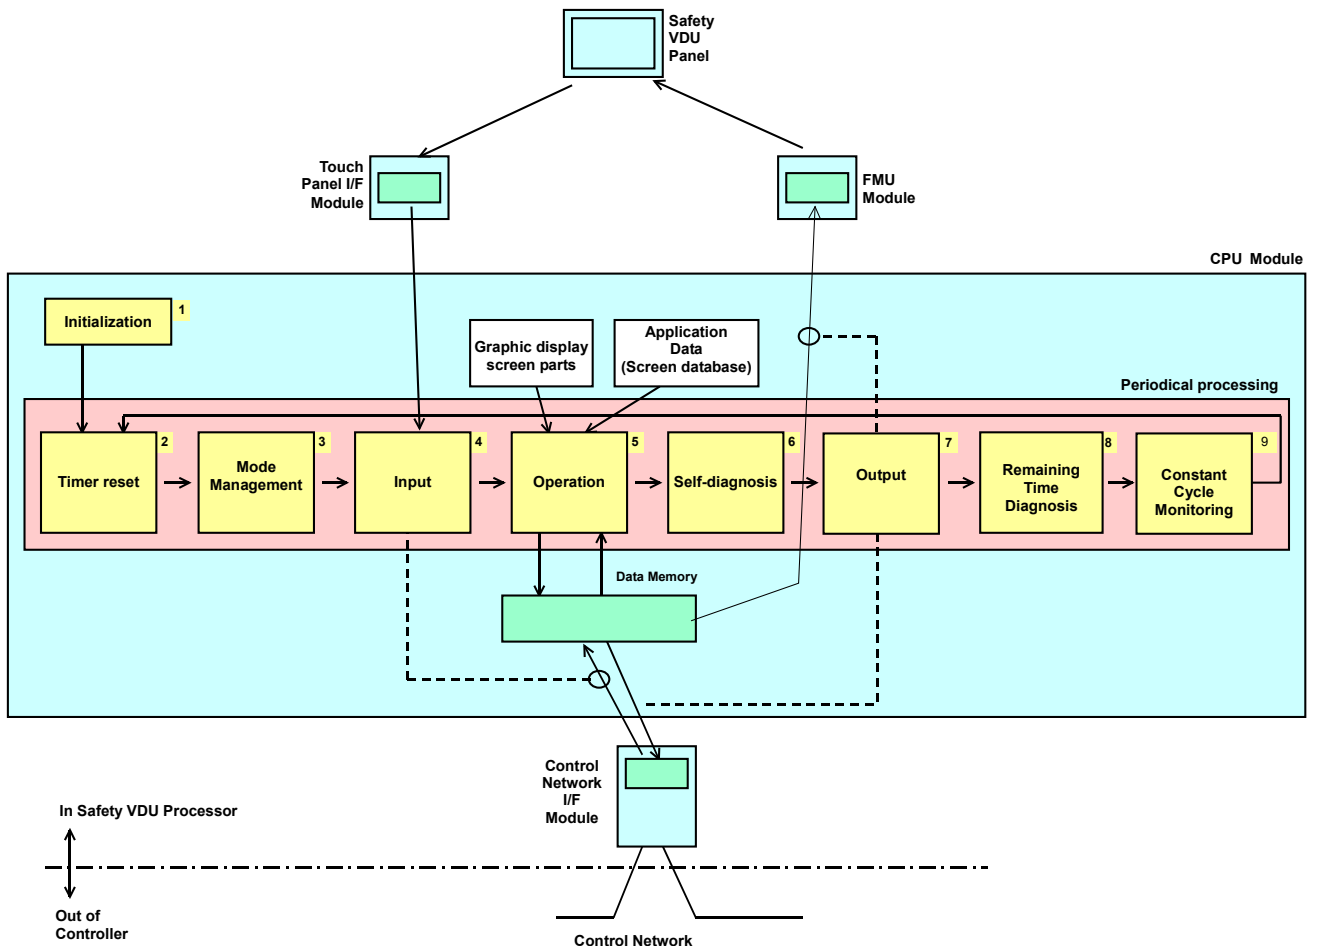 Safety
VDU
Panel
Touch
Panel I/F
Module
FMU
Module
CPU Module
Initialization
1
Graphic display
screen parts
Application
Data
(Screen database)
Periodical processing
Timer reset
2
Mode
Management
3
Input
4
Operation
5
Self-diagnosis
6
Output
7
Remaining
Time
Diagnosis
8
Constant
Cycle
Monitoring
9
Data Memory
Control
Network
I/F
Module
In Safety VDU Processor
Out of
Controller
Control Network